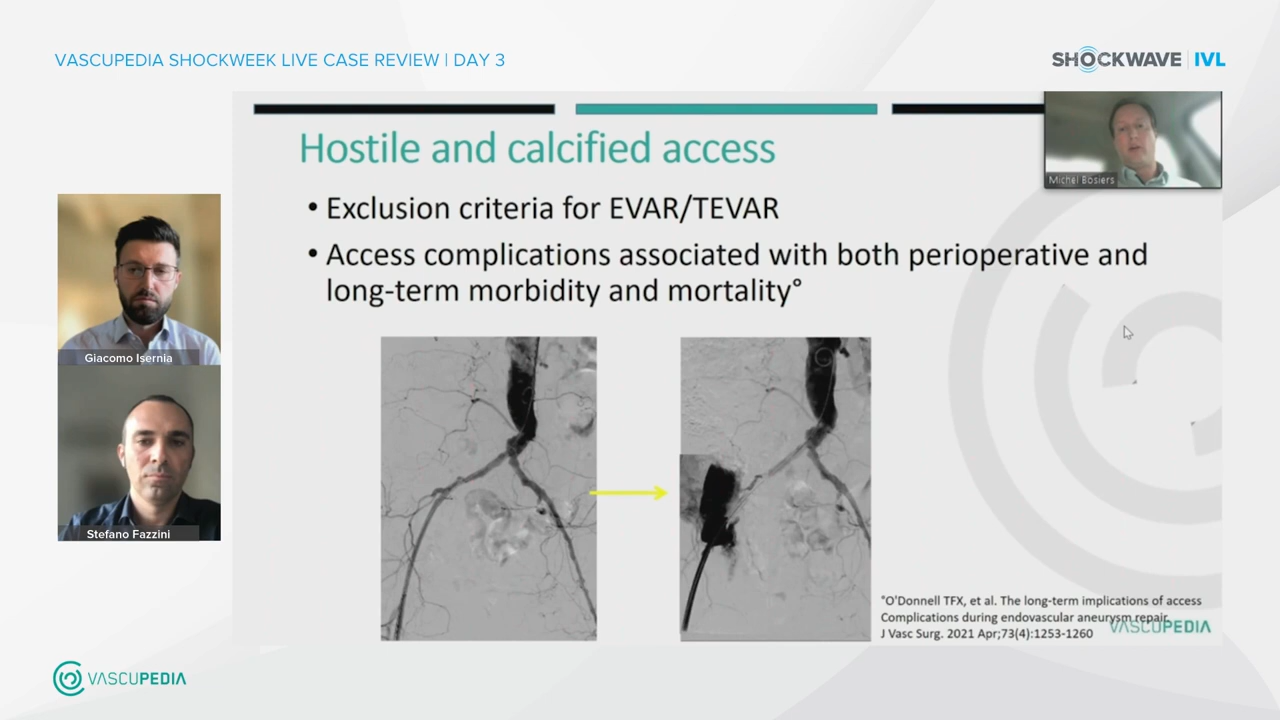 VASCUPEDIA SHOCKWEEK LIVE CASE REVIEW | DAY 3
SHOCKWAVE | IVL
Hostile and calcified access
Michel Bosiers
• Exclusion criteria for EVAR/TEVAR
• Access complications associated with both perioperative and
long-term morbidity and mortality°
Giacomo Isernia
Stefano Fazzini
°O'Donnell TFX, et al. The long-term implications of access
Complications during endovascular aneurysm repair.
J Vasc Surg. 2021 Apr;73(4):1253-1260
VASCUPEDIA
VASCUPEDIA